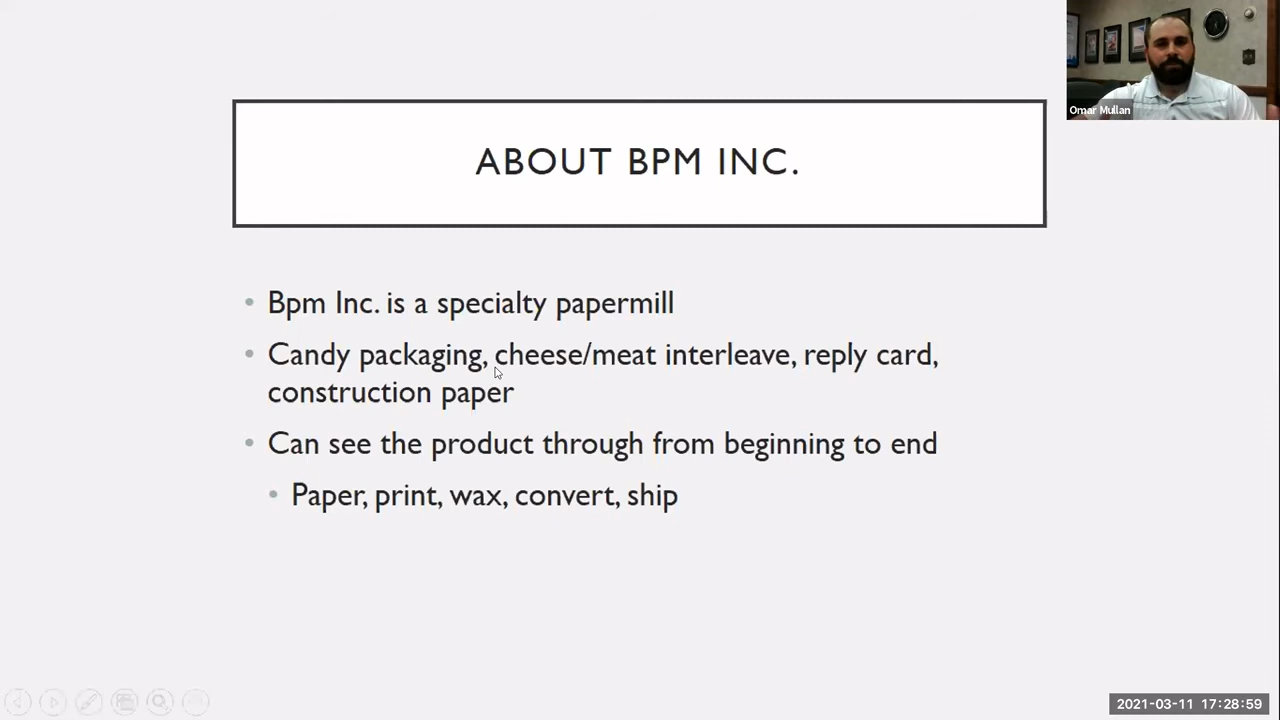 Omar Mullan
ABOUT BPM INC.
• Bpm Inc. is a specialty papermill
• Candy packaging, cheese/meat interleave, reply card,
construction paper
• Can see the product through from beginning to end
• Paper, print, wax, convert, ship
2021-03-11 17:28:59